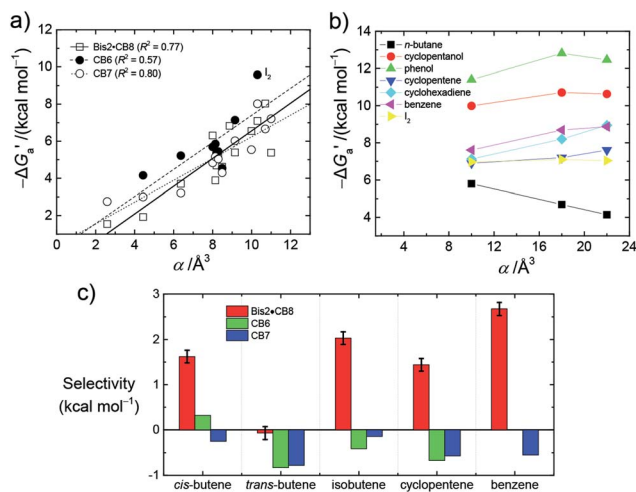 a)
−ΔGₐ' /(kcal mol⁻¹)
10
8
6
4
2
0
Bis2•CB8 (R² = 0.77)
CB6 (R² = 0.57)
CB7 (R² = 0.80)
I₂
0 2 4 6 8 10 12
α /Å³
b)
−ΔGₐ' /(kcal mol⁻¹)
14
12
10
8
6
4
n-butane
cyclopentanol
phenol
cyclopentene
cyclohexadiene
benzene
I₂
4 8 12 16 20 24
α /Å³
c)
Selectivity
(kcal mol⁻¹)
3
2
1
0
-1
Bis2•CB8
CB6
CB7
cis-butene trans-butene isobutene cyclopentene benzene